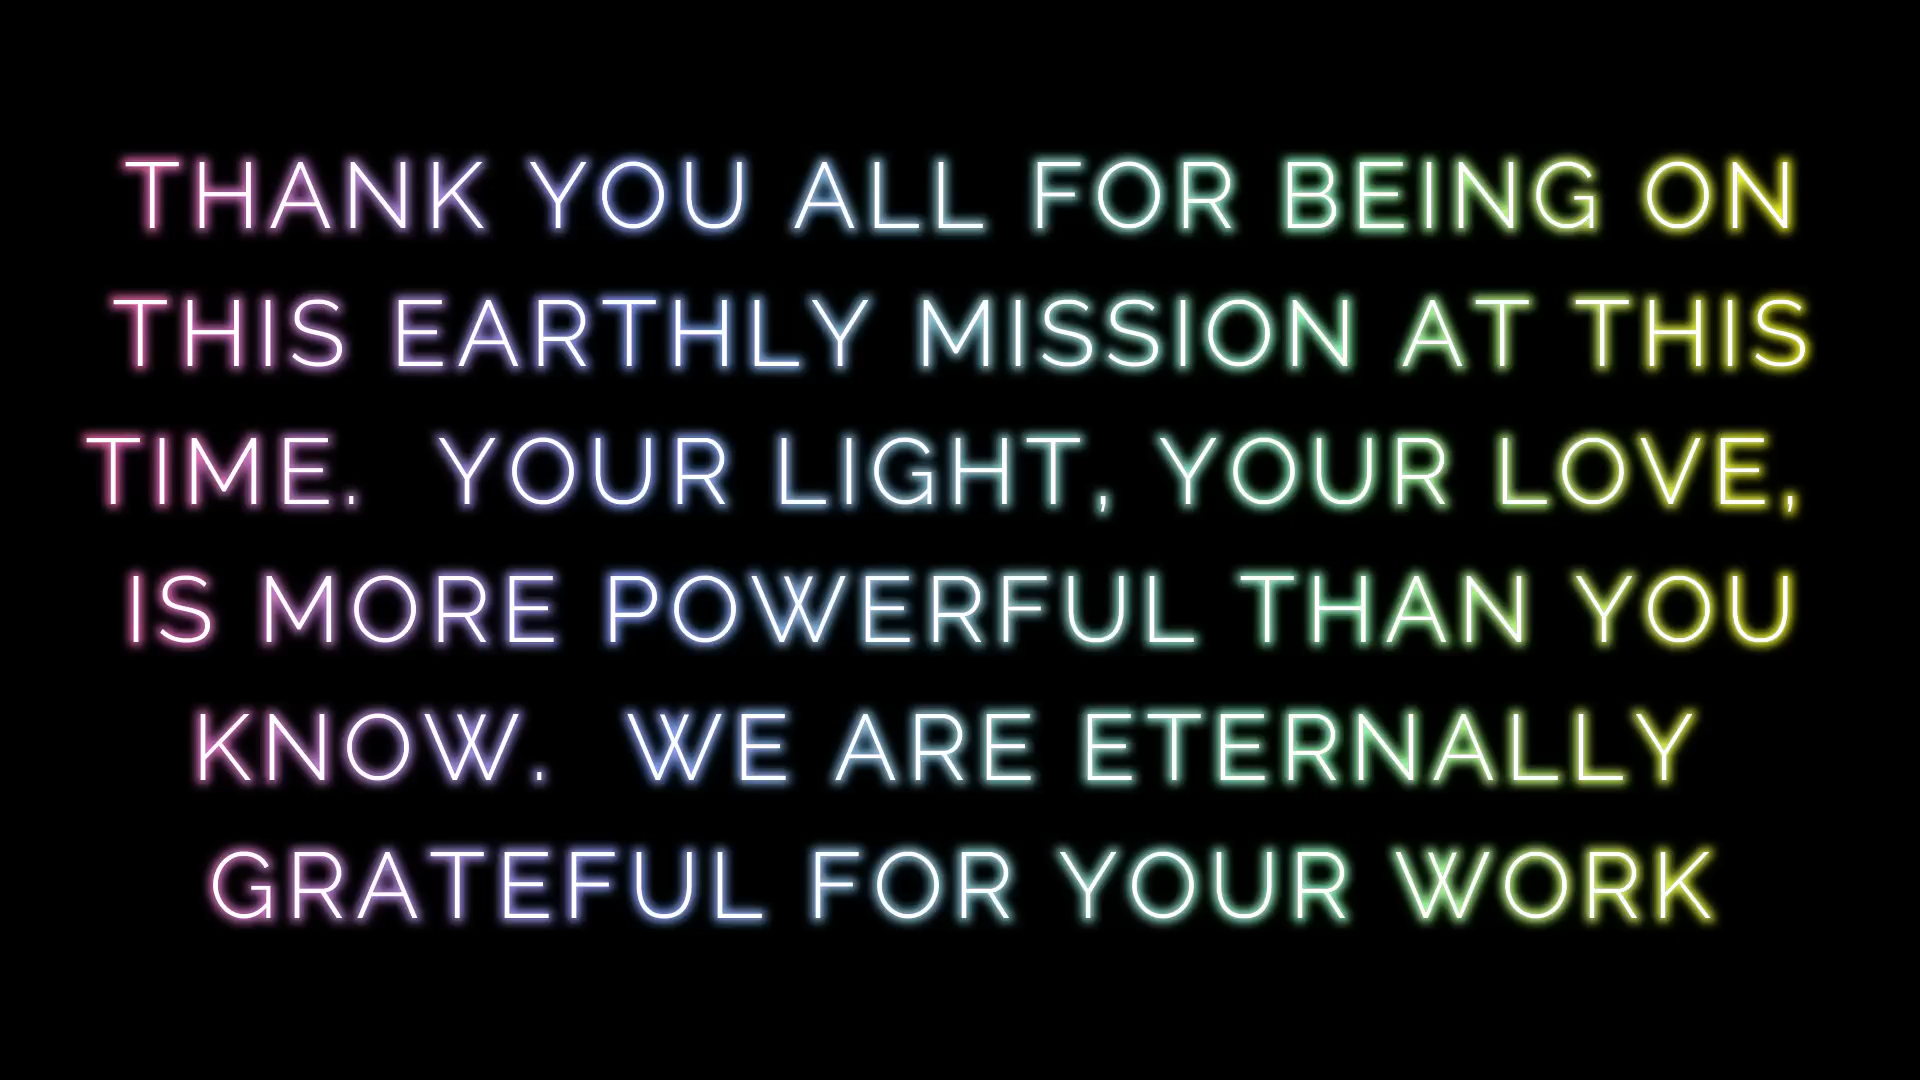 THANK YOU ALL FOR BEING ON
THIS EARTHLY MISSION AT THIS
TIME.  YOUR LIGHT, YOUR LOVE,
IS MORE POWERFUL THAN YOU
KNOW.  WE ARE ETERNALLY
GRATEFUL FOR YOUR WORK